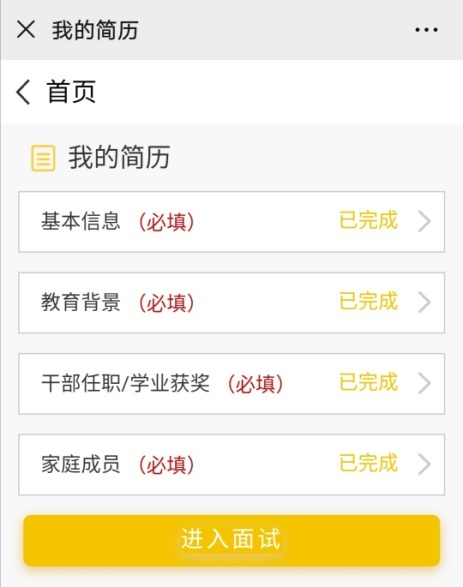 我的简历
首页
我的简历
基本信息（必填） 已完成
教育背景（必填） 已完成
干部任职/学业获奖（必填） 已完成
家庭成员（必填） 已完成
进入面试